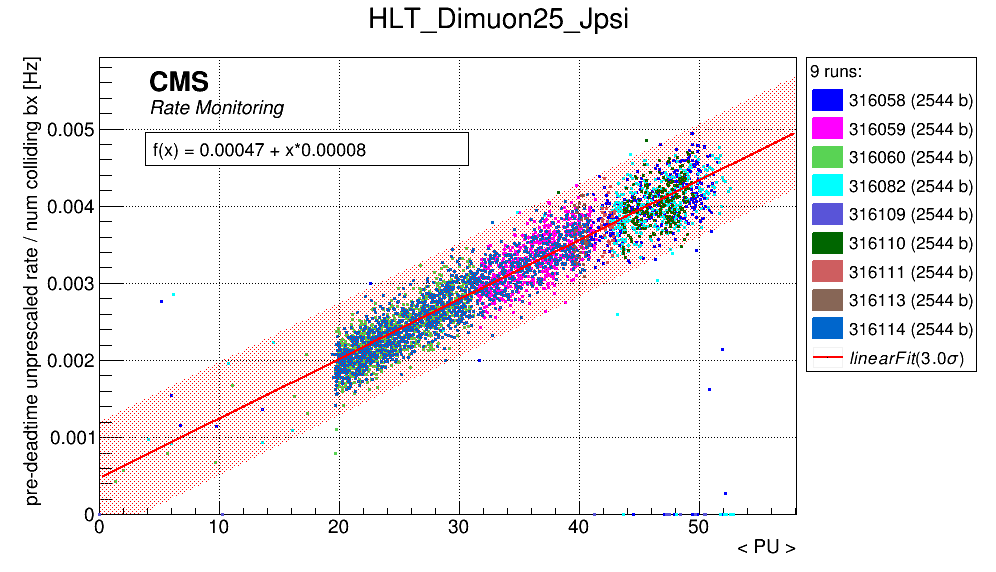 HLT_Dimuon25_Jpsi
pre-deadtime unprescaled rate / num colliding bx [Hz]
CMS
Rate Monitoring
f(x) = 0.00047 + x*0.00008
0.005
0.004
0.003
0.002
0.001
0
0
10
20
30
40
50
< PU >
9 runs:
316058 (2544 b)
316059 (2544 b)
316060 (2544 b)
316082 (2544 b)
316109 (2544 b)
316110 (2544 b)
316111 (2544 b)
316113 (2544 b)
316114 (2544 b)
linearFit(3.0σ)